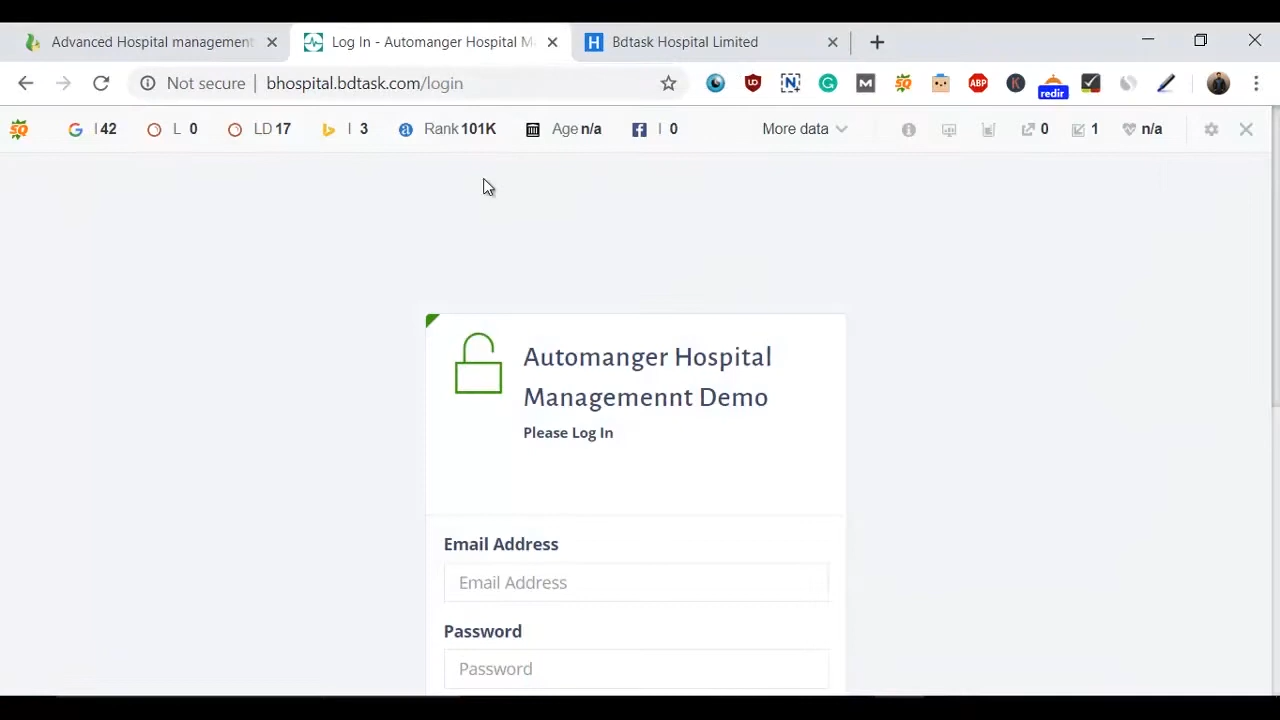 Advanced Hospital management
Log In - Automanger Hospital M
Bdtask Hospital Limited
Not secure
bhospital.bdtask.com/login
redir
ABP
I 42
L 0
LD 17
I 3
Rank 101K
Age n/a
I 0
More data
0
1
n/a
Automanger Hospital
Managemennt Demo
Please Log In
Email Address
Email Address
Password
Password